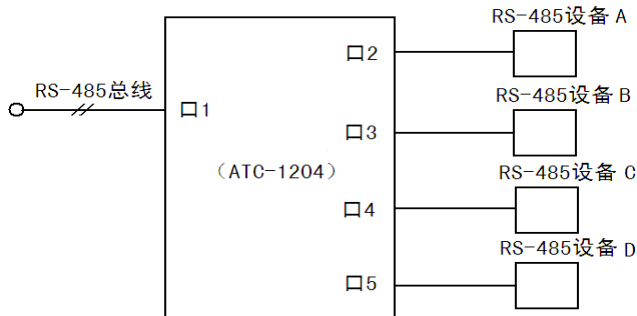 RS-485设备 A
口2
RS-485总线
RS-485设备 B
口1
口3
（ATC-1204）
RS-485设备 C
口4
RS-485设备 D
口5